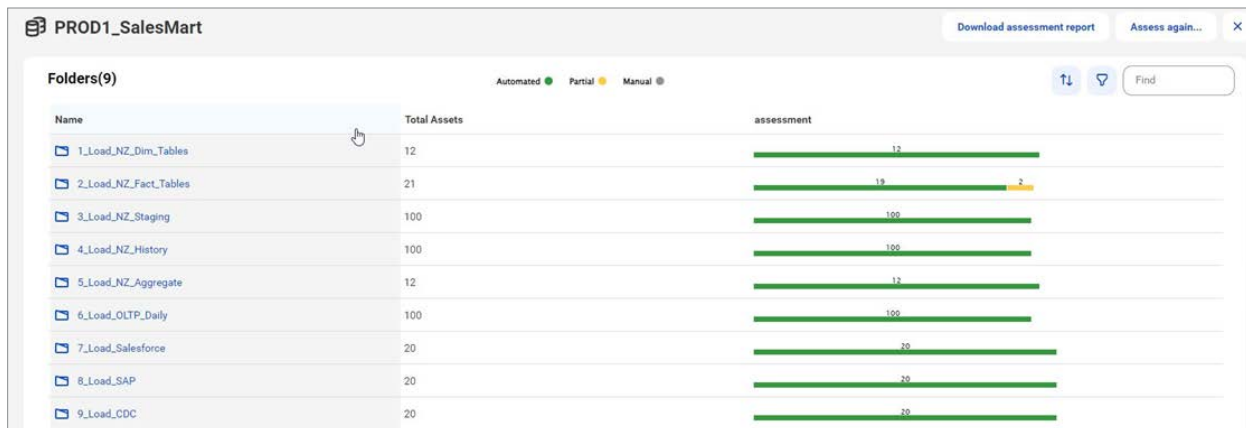 PROD1_SalesMart
Download assessment report
Assess again...
Folders(9)
Automated Partial Manual
Find
Name Total Assets assessment
1_Load_NZ_Dim_Tables 12 12
2_Load_NZ_Fact_Tables 21 19 2
3_Load_NZ_Staging 100 100
4_Load_NZ_History 100 100
5_Load_NZ_Aggregate 12 12
6_Load_OLTP_Daily 100 100
7_Load_Salesforce 20 20
8_Load_SAP 20 20
9_Load_CDC 20 20